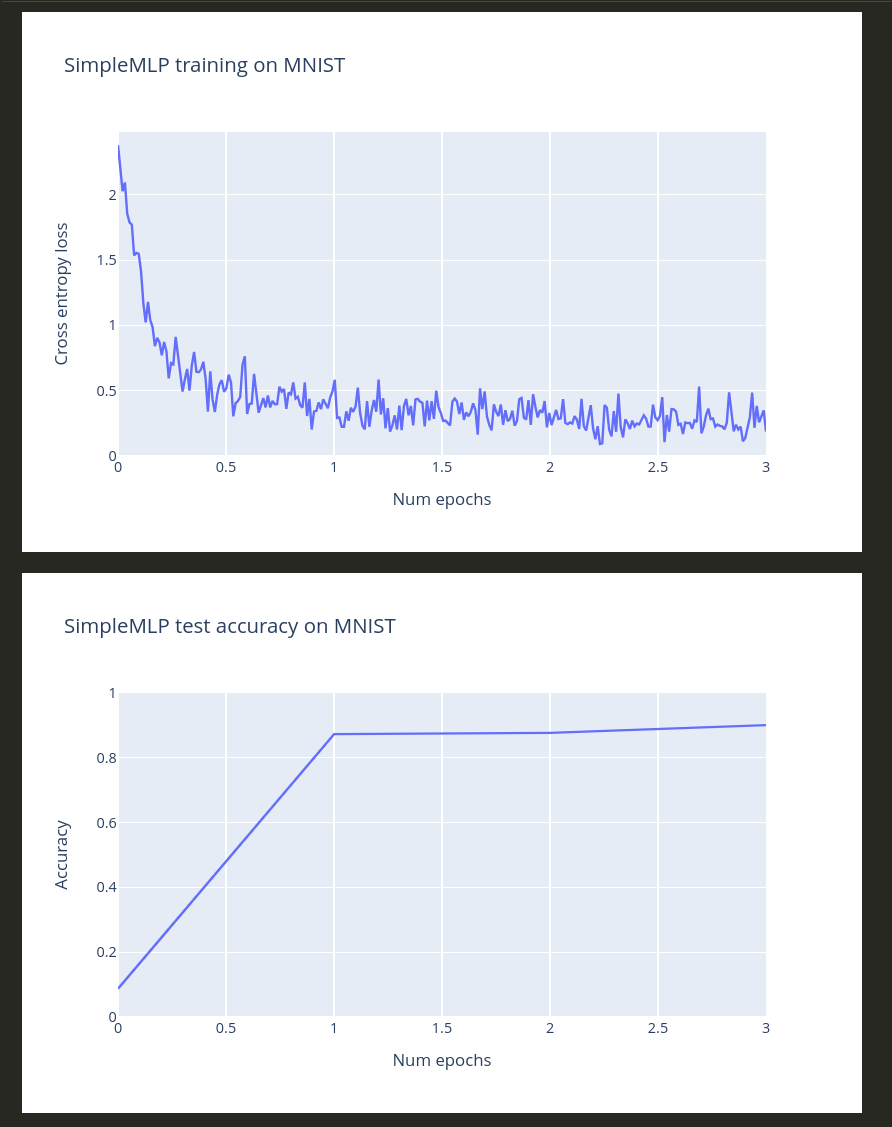 SimpleMLP training on MNIST
Cross entropy loss
2
1.5
1
0.5
0
0 0.5 1 1.5 2 2.5 3
Num epochs
SimpleMLP test accuracy on MNIST
Accuracy
1
0.8
0.6
0.4
0.2
0
0 0.5 1 1.5 2 2.5 3
Num epochs